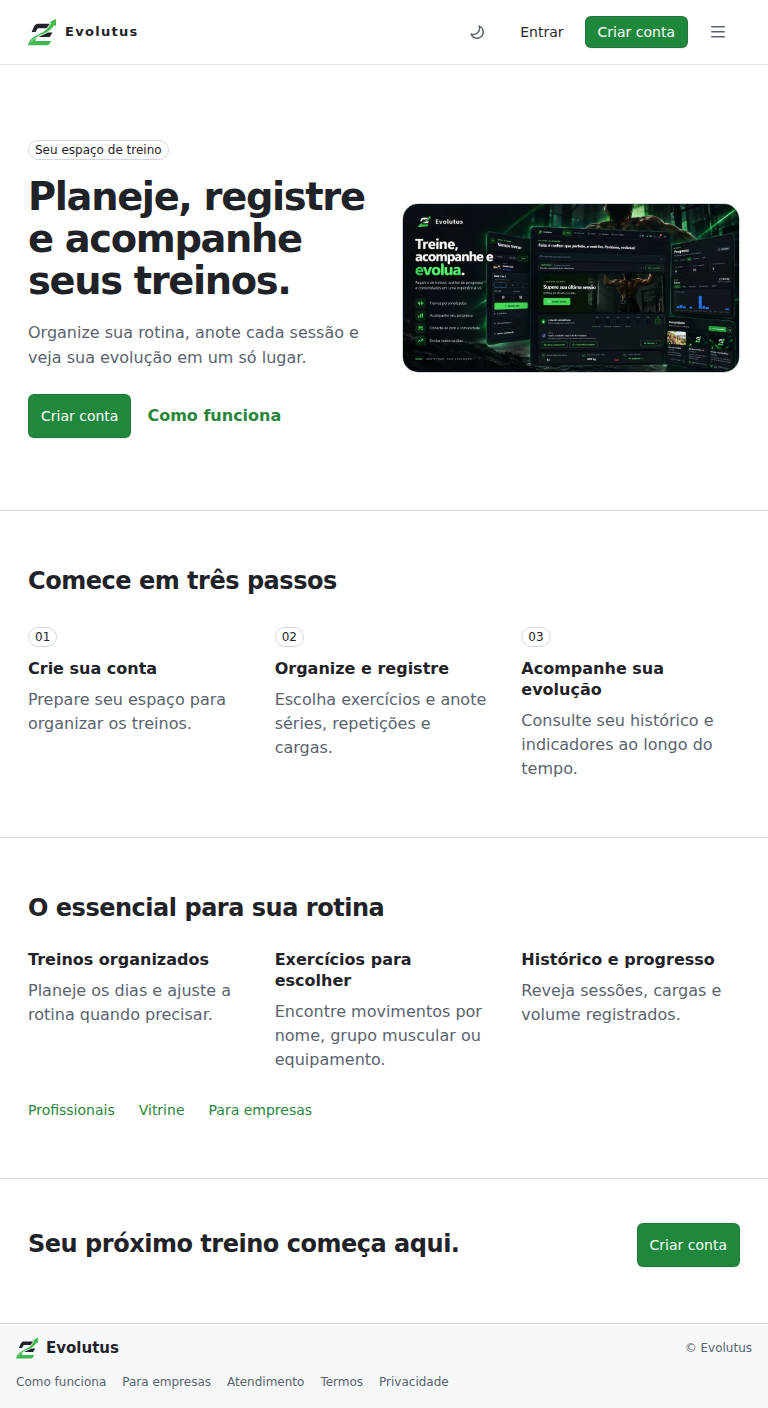 Evolutus
Entrar
Criar conta
Seu espaço de treino
Planeje, registre
e acompanhe
seus treinos.
Organize sua rotina, anote cada sessão e
veja sua evolução em um só lugar.
Criar conta
Como funciona
Evolutus
Treine,
acompanhe e
evolua.
Comece em três passos
01
02
03
Crie sua conta
Organize e registre
Acompanhe sua
evolução
Prepare seu espaço para
organizar os treinos.
Escolha exercícios e anote
séries, repetições e
cargas.
Consulte seu histórico e
indicadores ao longo do
tempo.
O essencial para sua rotina
Treinos organizados
Planeje os dias e ajuste a
rotina quando precisar.
Exercícios para
escolher
Encontre movimentos por
nome, grupo muscular ou
equipamento.
Histórico e progresso
Reveja sessões, cargas e
volume registrados.
Profissionais
Vitrine
Para empresas
Seu próximo treino começa aqui.
Criar conta
Evolutus
© Evolutus
Como funciona
Para empresas
Atendimento
Termos
Privacidade